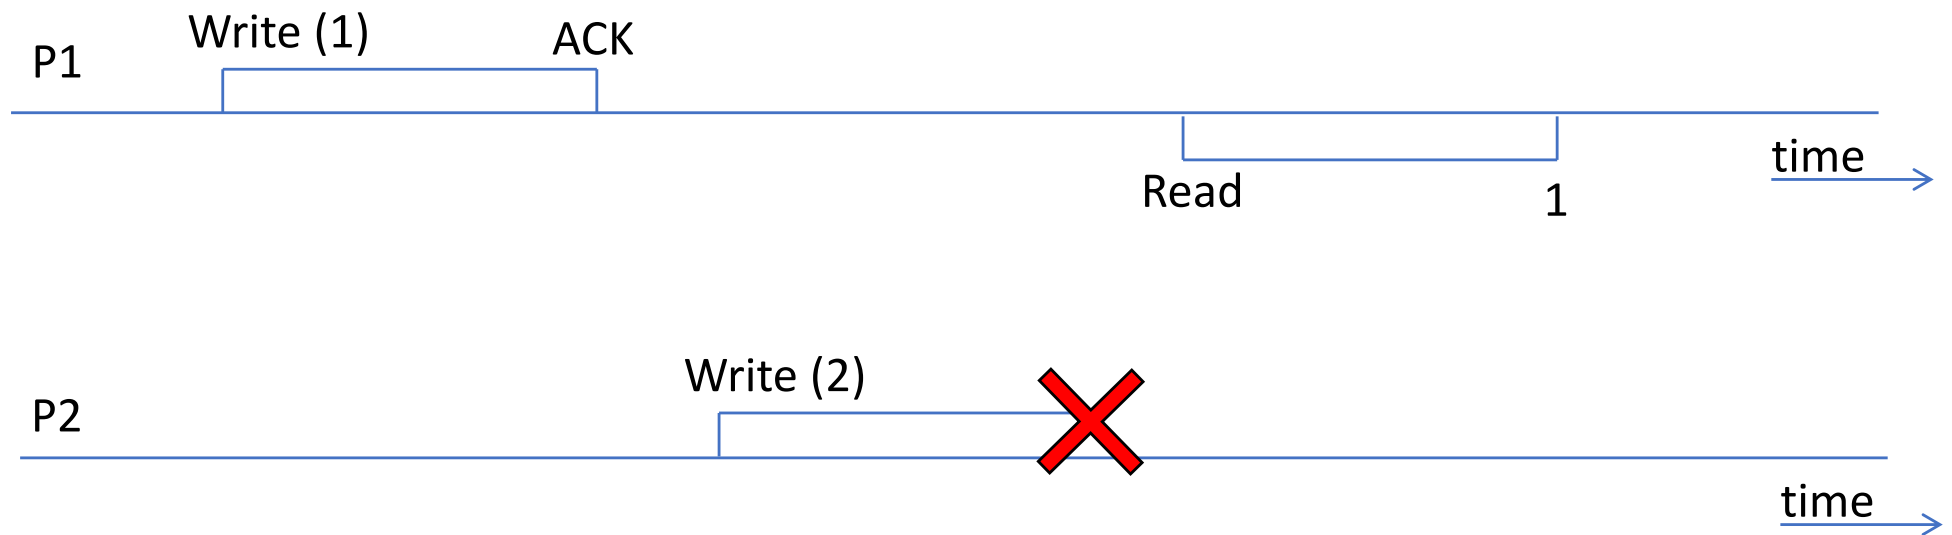 P1
Write (1)
ACK
Read
1
time
P2
Write (2)
time